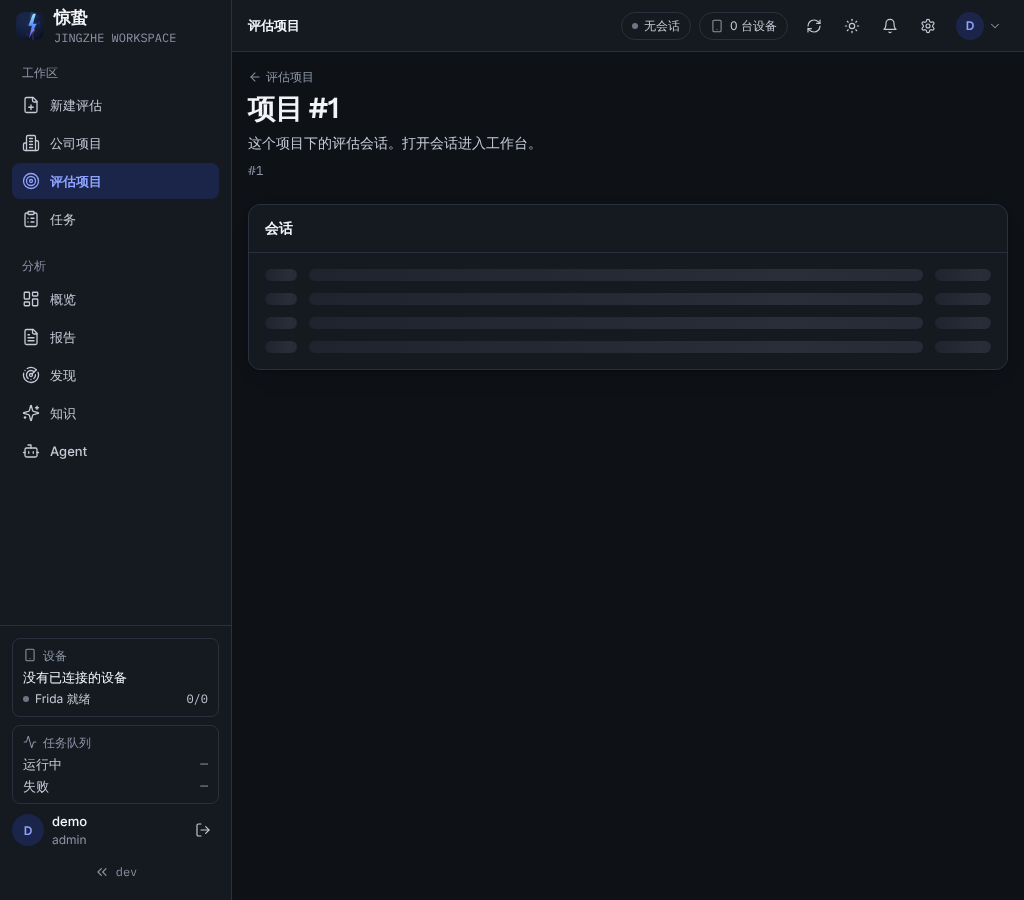 惊蛰
JINGZHE WORKSPACE
工作区
新建评估
公司项目
评估项目
任务
分析
概览
报告
发现
知识
Agent
设备
没有已连接的设备
Frida 就绪 0/0
任务队列
运行中 —
失败 —
D
demo
admin
dev
评估项目
无会话
0 台设备
D
评估项目
项目 #1
这个项目下的评估会话。打开会话进入工作台。
#1
会话